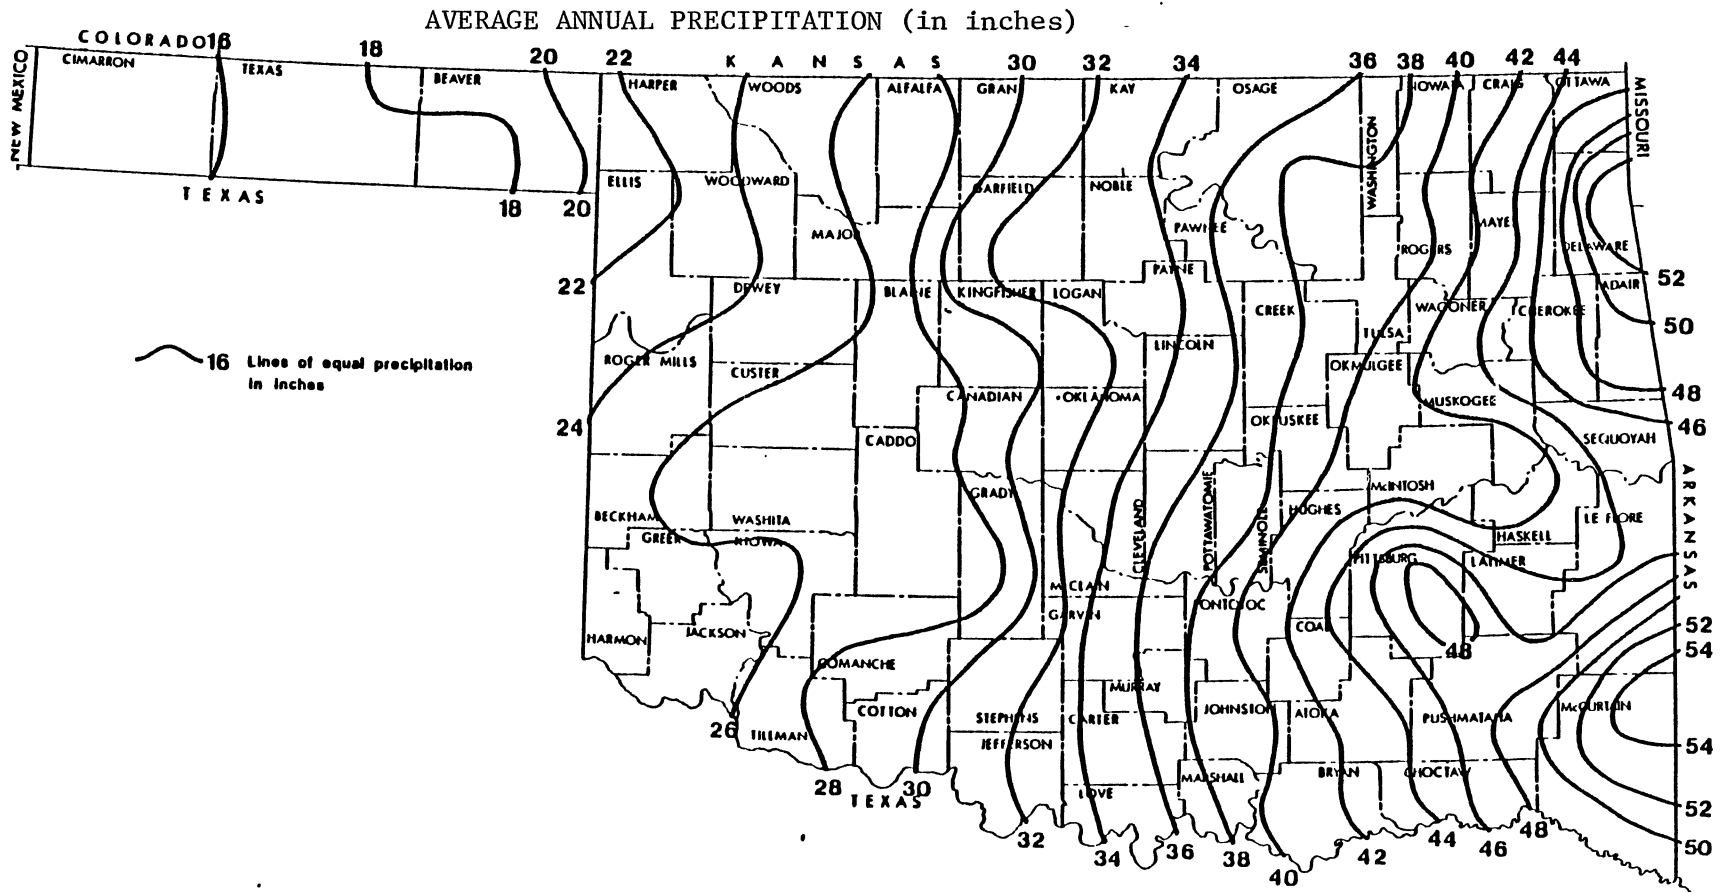 AVERAGE ANNUAL PRECIPITATION (in inches)
COLORADO 16 18 20 22 K A N S A S 30 32 34 36 38 40 42 44
NEW MEXICO
CIMARRON TEXAS BEAVER HARPER WOODS ALFALFA GRAN KAY OSAGE NOWATA CRAIG OTTAWA
MISSOURI
WASHINGTON
ELLIS WOODWARD GARFIELD NOBLE
TEXAS 18 20
MAJOR PAWNEE ROGERS MAYE DELAWARE
PAYNE
22 DEWEY BLAINE KINGFISHER LOGAN CREEK WAGONER CHEROKEE ADAIR 52
TULSA 50
16 Lines of equal precipitation
in inches
ROGER MILLS CUSTER LINCOLN OKMULGEE
CANADIAN OKLAHOMA MUSKOGEE 48
24 CADDO OKFUSKEE SEQUOYAH 46
ARKANSAS
GRADY McINTOSH
BECKHAM WASHITA CLEVELAND POTTAWATOMIE SEMINOLE HUGHES LE FLORE
GREER KIOWA HASKELL
PITTSBURG LATIMER
McCLAIN
GARVIN PONTOTOC
HARMON JACKSON COAL 52
COMANCHE 48 54
MURRAY
COTTON STEPHENS CARTER JOHNSTON ATOKA PUSHMATAHA McCURTAIN
26 TILLMAN JEFFERSON 54
MARSHALL BRYAN CHOCTAW
28 30 LOVE
TEXAS 52
32 34 36 38 40 42 44 46 48 50